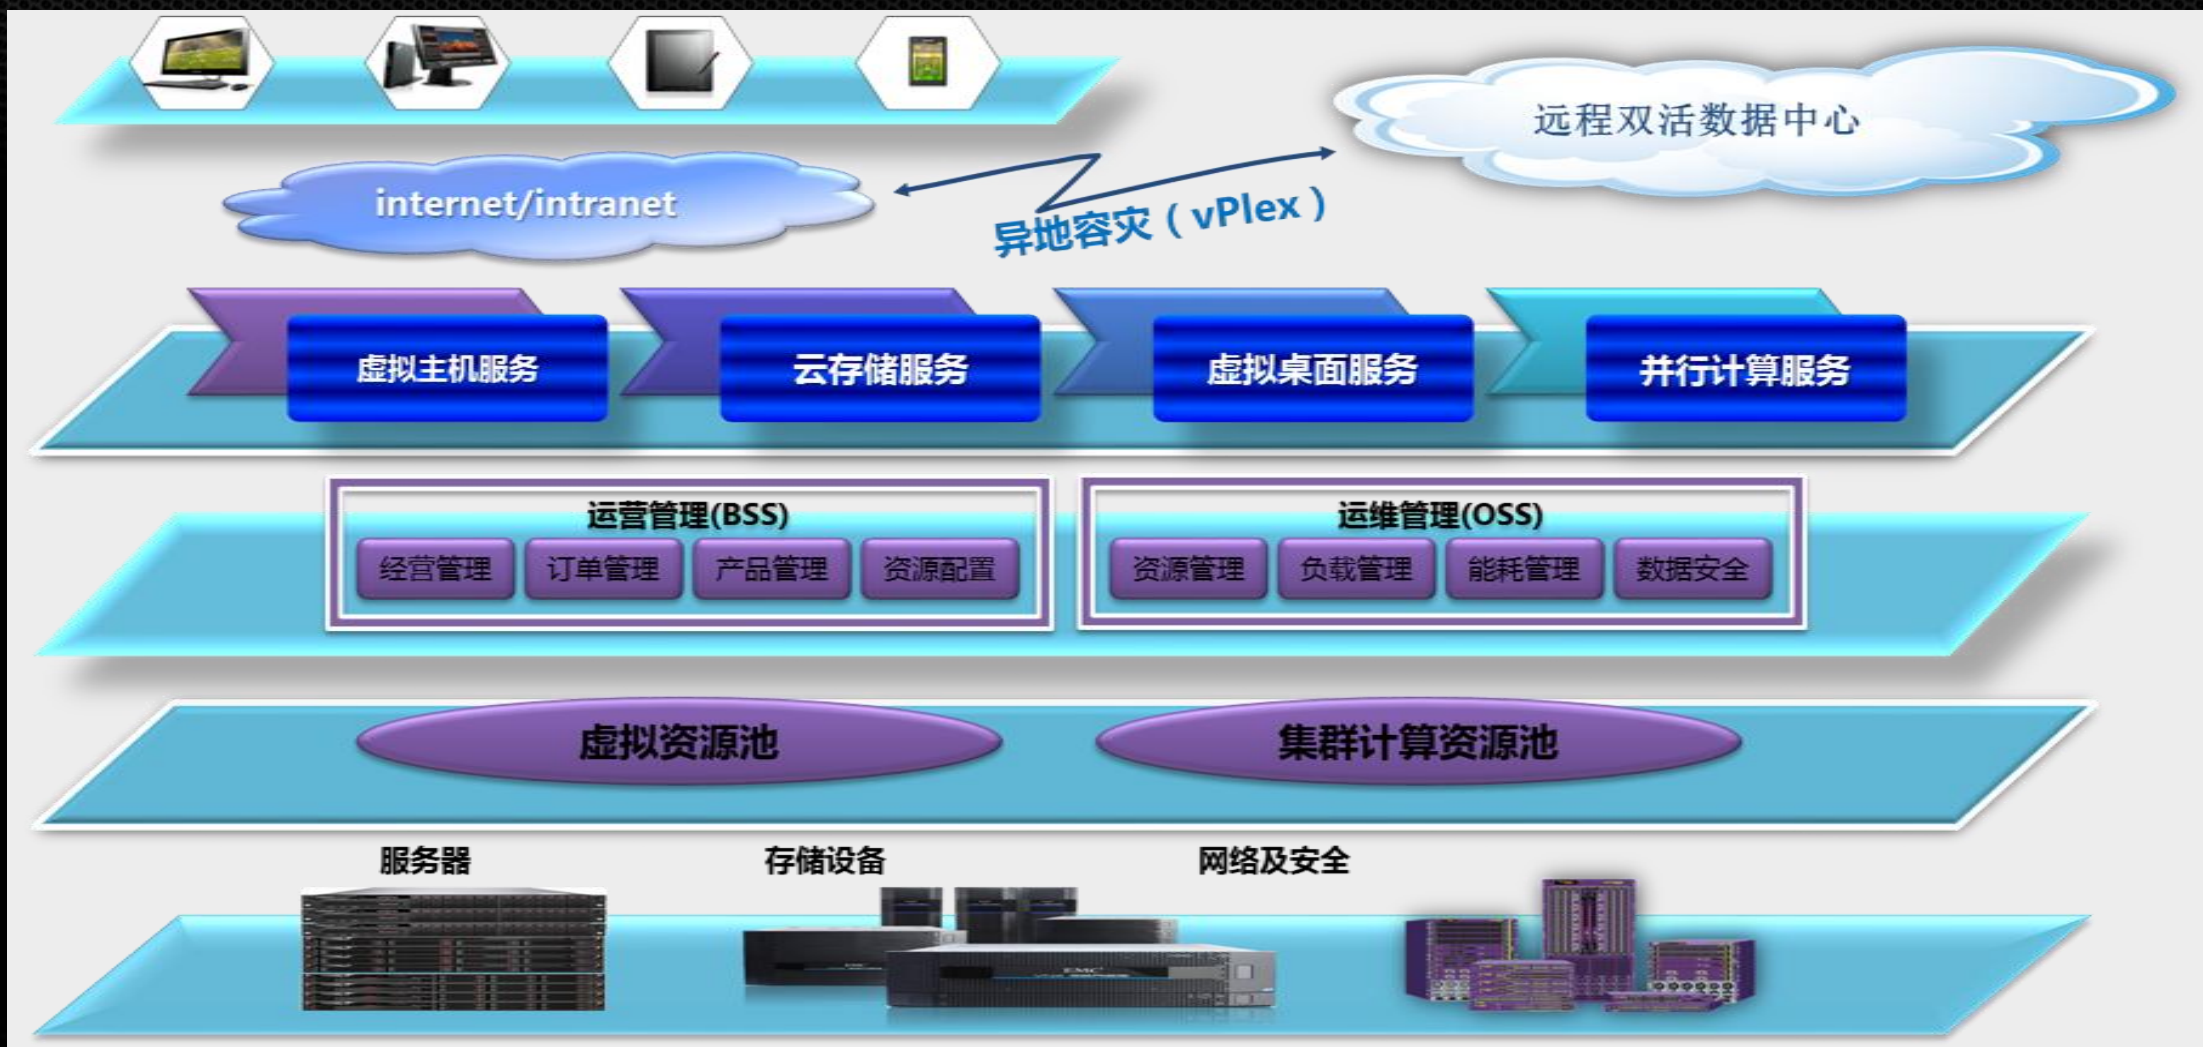 远程双活数据中心
internet/intranet
异地容灾（vPlex）
虚拟主机服务
云存储服务
虚拟桌面服务
并行计算服务
运营管理(BSS)
运维管理(OSS)
经营管理
订单管理
产品管理
资源配置
资源管理
负载管理
能耗管理
数据安全
虚拟资源池
集群计算资源池
服务器
存储设备
网络及安全
EMC²